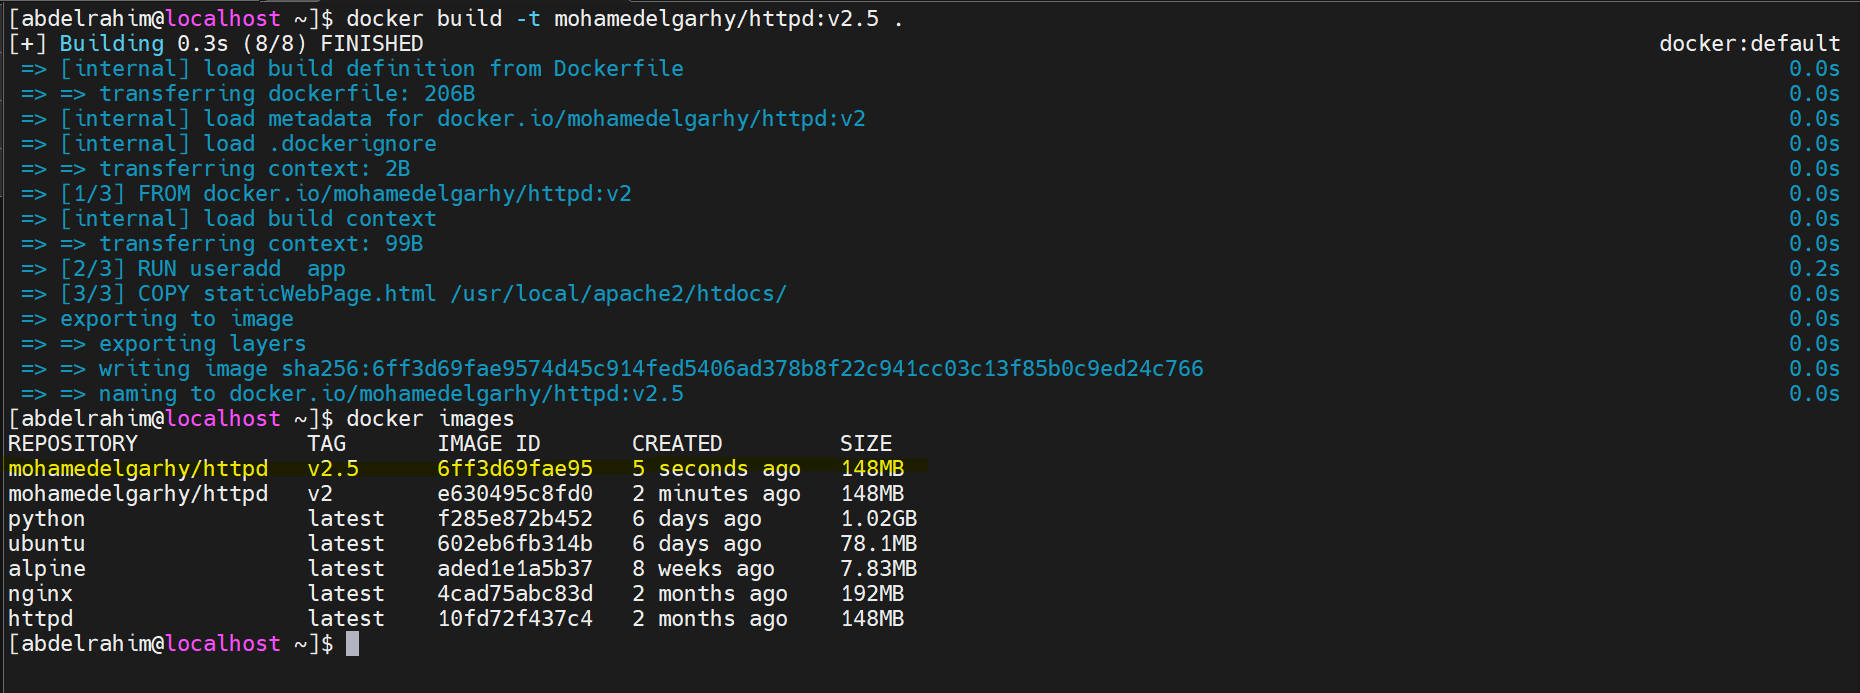 [abdelrahim@localhost ~]$ docker build -t mohamedelgarhy/httpd:v2.5 .
[+] Building 0.3s (8/8) FINISHED docker:default
=> [internal] load build definition from Dockerfile 0.0s
=> => transferring dockerfile: 206B 0.0s
=> [internal] load metadata for docker.io/mohamedelgarhy/httpd:v2 0.0s
=> [internal] load .dockerignore 0.0s
=> => transferring context: 2B 0.0s
=> [1/3] FROM docker.io/mohamedelgarhy/httpd:v2 0.0s
=> [internal] load build context 0.0s
=> => transferring context: 99B 0.0s
=> [2/3] RUN useradd  app 0.2s
=> [3/3] COPY staticWebPage.html /usr/local/apache2/htdocs/ 0.0s
=> exporting to image 0.0s
=> => exporting layers 0.0s
=> => writing image sha256:6ff3d69fae9574d45c914fed5406ad378b8f22c941cc03c13f85b0c9ed24c766 0.0s
=> => naming to docker.io/mohamedelgarhy/httpd:v2.5 0.0s
[abdelrahim@localhost ~]$ docker images
REPOSITORY TAG IMAGE ID CREATED SIZE
mohamedelgarhy/httpd v2.5 6ff3d69fae95 5 seconds ago 148MB
mohamedelgarhy/httpd v2 e630495c8fd0 2 minutes ago 148MB
python latest f285e872b452 6 days ago 1.02GB
ubuntu latest 602eb6fb314b 6 days ago 78.1MB
alpine latest aded1e1a5b37 8 weeks ago 7.83MB
nginx latest 4cad75abc83d 2 months ago 192MB
httpd latest 10fd72f437c4 2 months ago 148MB
[abdelrahim@localhost ~]$